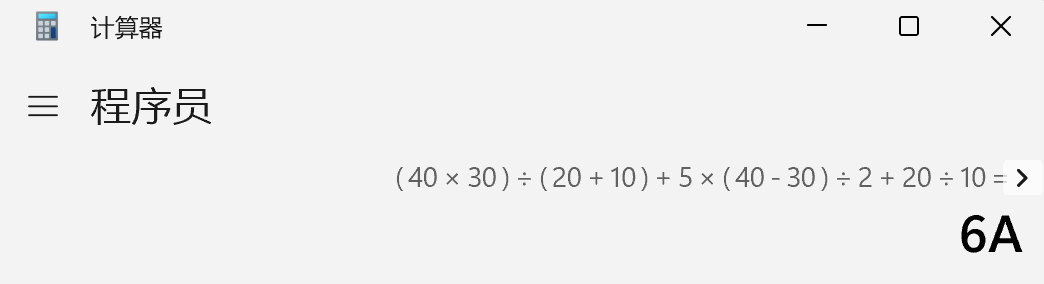 计算器
程序员
(40 × 30) ÷ (20 + 10) + 5 × (40 - 30) ÷ 2 + 20 ÷ 10 =
6A